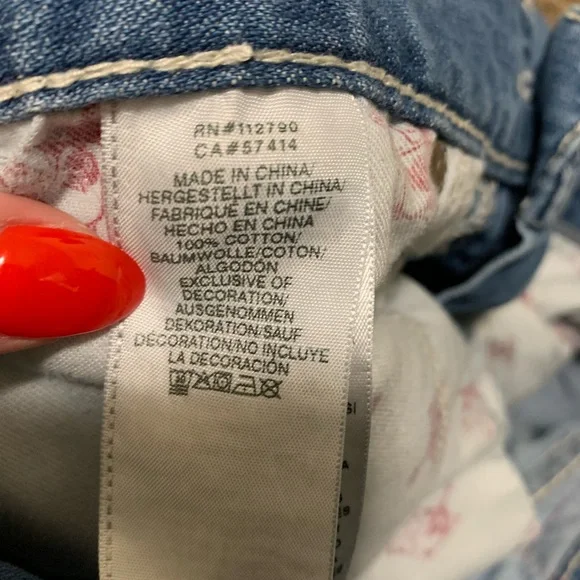 RN#112790
CA#57414
MADE IN CHINA/
HERGESTELLT IN CHINA/
FABRIQUÉ EN CHINE/
HECHO EN CHINA
100% COTTON/
BAUMWOLLE/COTON/
ALGODÓN
EXCLUSIVE OF
DECORATION/
AUSGENOMMEN
DEKORATION/SAUF
DÉCORATION/NO INCLUYE
LA DECORACIÓN